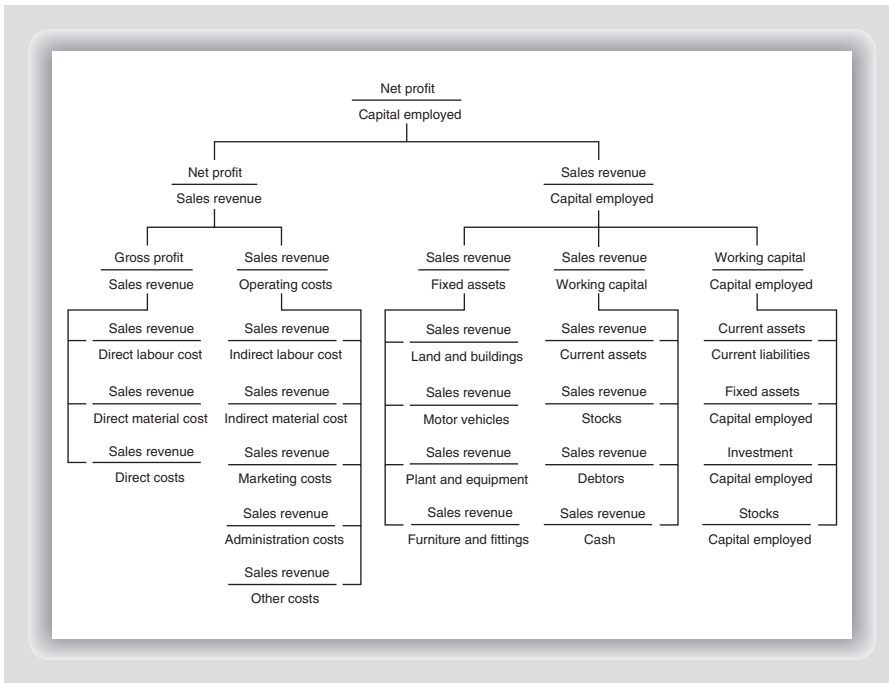 Net profit
Capital employed
Net profit
Sales revenue
Sales revenue
Capital employed
Gross profit
Sales revenue
Sales revenue
Operating costs
Sales revenue
Fixed assets
Sales revenue
Working capital
Working capital
Capital employed
Sales revenue
Direct labour cost
Sales revenue
Direct material cost
Sales revenue
Direct costs
Sales revenue
Indirect labour cost
Sales revenue
Indirect material cost
Sales revenue
Marketing costs
Sales revenue
Administration costs
Sales revenue
Other costs
Sales revenue
Land and buildings
Sales revenue
Motor vehicles
Sales revenue
Plant and equipment
Sales revenue
Furniture and fittings
Sales revenue
Current assets
Sales revenue
Stocks
Sales revenue
Debtors
Sales revenue
Cash
Current assets
Current liabilities
Fixed assets
Capital employed
Investment
Capital employed
Stocks
Capital employed